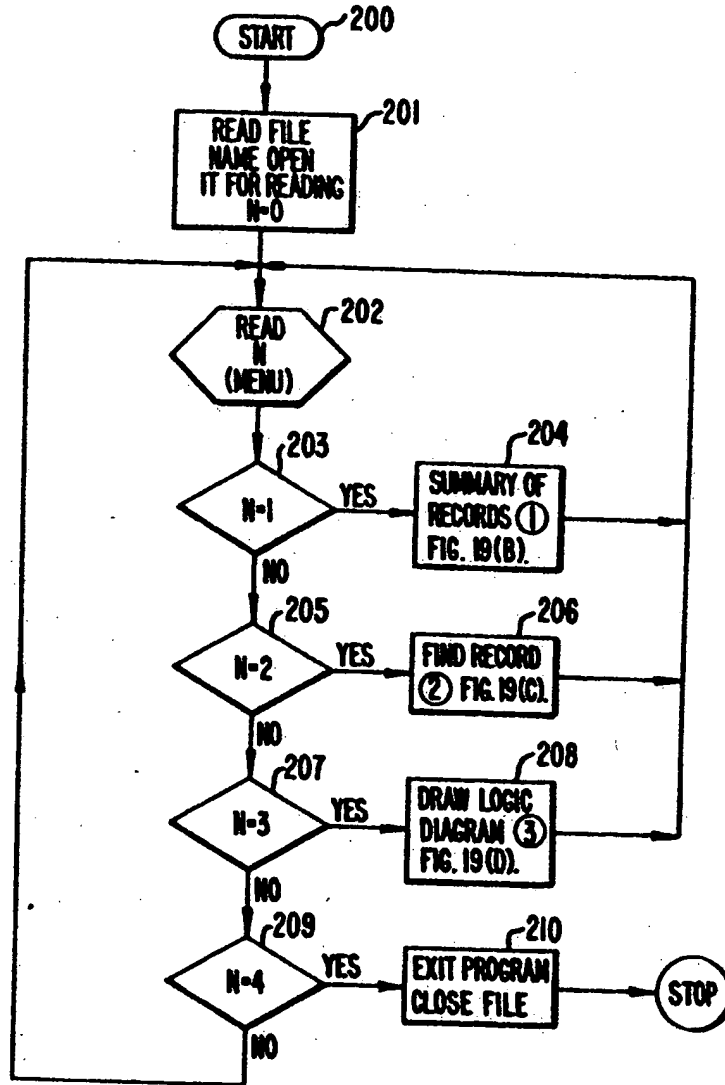 START
200
201
READ FILE
NAME OPEN
IT FOR READING
N=0
202
READ
N
(MENU)
203
N=1
YES
204
SUMMARY OF
RECORDS ①
FIG. 19(B).
NO
205
N=2
YES
206
FIND RECORD
② FIG. 19(C).
NO
207
N=3
YES
208
DRAW LOGIC
DIAGRAM ③
FIG. 19(D).
NO
209
N=4
YES
210
EXIT PROGRAM
CLOSE FILE
STOP
NO